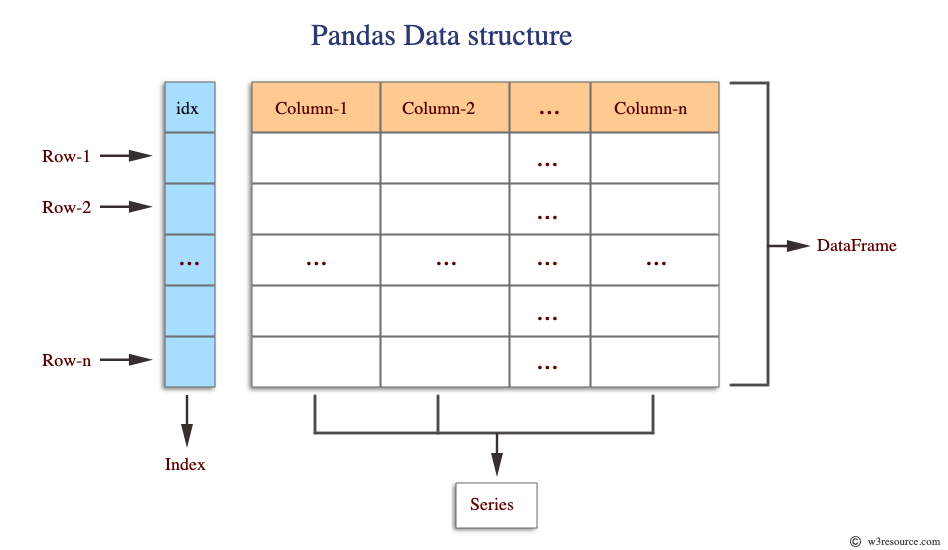 Pandas Data structure
idx
Column-1
Column-2
...
Column-n
Row-1
...
Row-2
...
...
...
...
...
...
DataFrame
...
Row-n
...
Index
Series
© w3resource.com